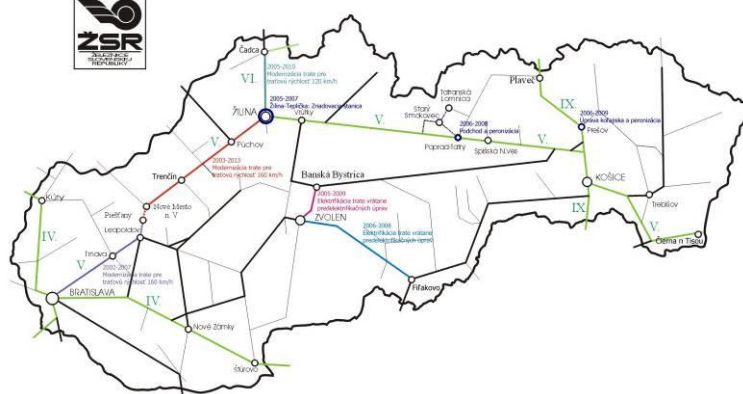 ŽSR
ŽELEZNICE
SLOVENSKEJ
REPUBLIKY
Čadca
VI.
2005-2010
Modernizácia trate pre
traťovú rýchlosť 120 km/h
2005-2007
Žilina-Teplička: Zriaďovacia stanica
ŽILINA
Vrútky
V.
Púchov
2003-2013
Modernizácia trate pre
traťovú rýchlosť 160 km/h
Trenčín
Nové Mesto
n. V
Piešťany
Leopoldov
Trnava
V.
2002-2007
Modernizácia trate pre
traťovú rýchlosť 160 km/h
Kúty
IV.
BRATISLAVA
IV.
Nové Zámky
Štúrovo
Banská Bystrica
2005-2009
Elektrifikácia trate vrátane
predelektrifikačných úprav
ZVOLEN
2006-2008
Elektrifikácia trate vrátane
predelektrifikačných úprav
Fiľakovo
V.
Tatranská
Lomnica
Starý
Smokovec
2006-2008
Podchod a peronizácia
Poprad-Tatry
Spišská N.Ves
V.
Plaveč
IX.
2006-2009
Úprava koľajiska a peronizácia
Prešov
KOŠICE
IX.
Trebišov
V.
Čierna n Tisou